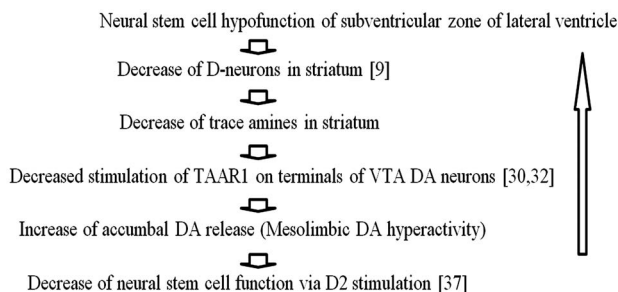 Neural stem cell hypofunction of subventricular zone of lateral ventricle
Decrease of D-neurons in striatum [9]
Decrease of trace amines in striatum
Decreased stimulation of TAAR1 on terminals of VTA DA neurons [30,32]
Increase of accumbal DA release (Mesolimbic DA hyperactivity)
Decrease of neural stem cell function via D2 stimulation [37]